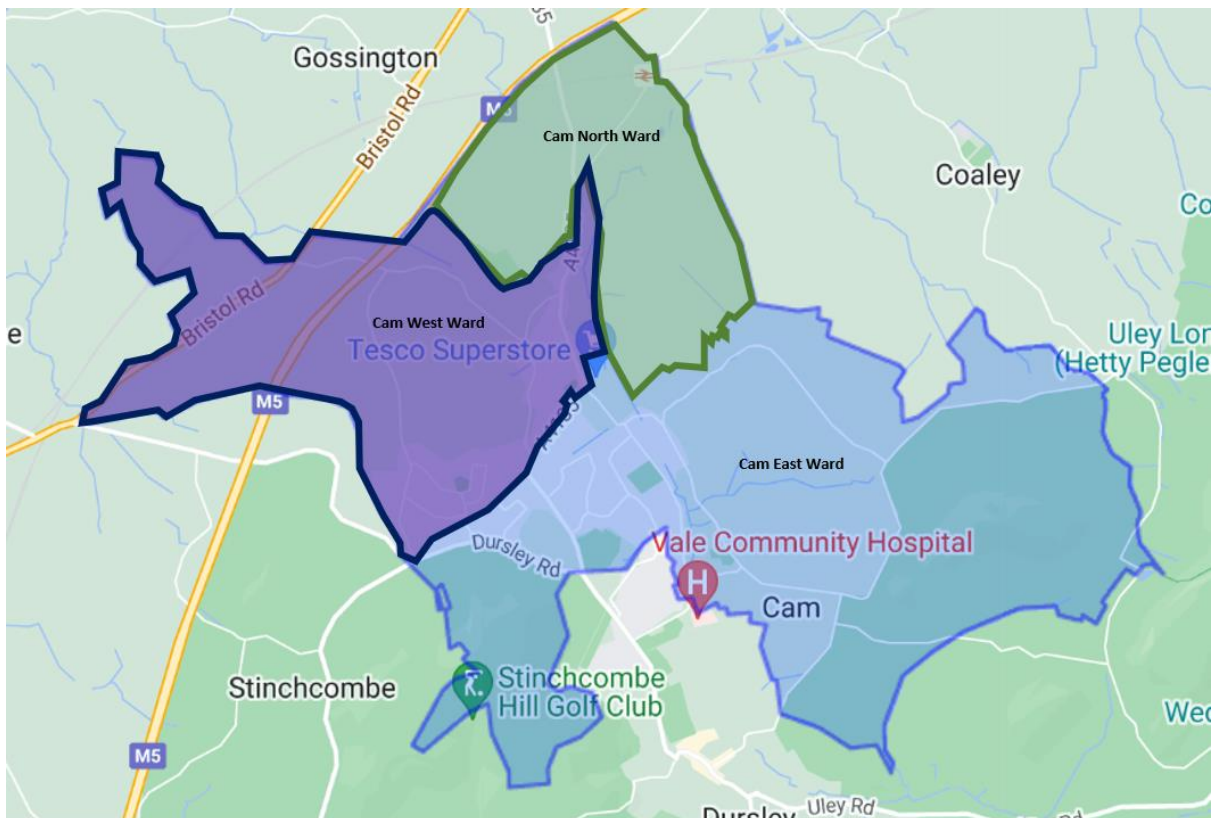 Gossington
Bristol Rd
M5
Cam North Ward
Coaley
Co
Bristol Rd
Cam West Ward
Tesco Superstore
e
Uley Lor
(Hetty Pegle
M5
Cam East Ward
Dursley Rd
Vale Community Hospital
H
Cam
Stinchcombe
Stinchcombe
Hill Golf Club
Wed
M5
Dursley
Uley Rd